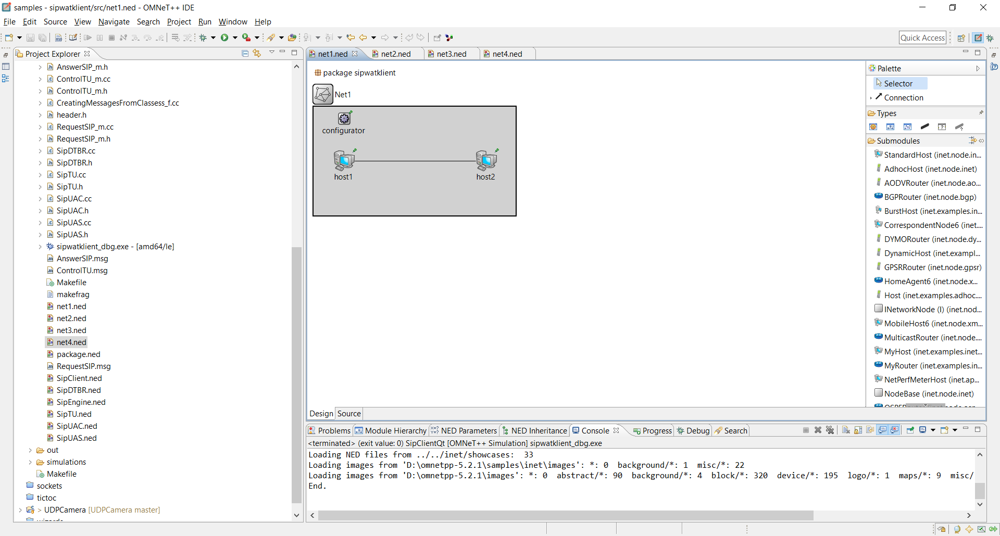 samples - sipwatklient/src/net1.ned - OMNeT++ IDE
File Edit Source View Navigate Search Project Run Window Help
Quick Access
Project Explorer
AnswerSIP_m.h
ControlTU_m.cc
ControlTU_m.h
CreatingMessagesFromClassess_f.cc
header.h
RequestSIP_m.cc
RequestSIP_m.h
SipDTBR.cc
SipDTBR.h
SipTU.cc
SipTU.h
SipUAC.cc
SipUAC.h
SipUAS.cc
SipUAS.h
sipwatklient_dbg.exe - [amd64/le]
AnswerSIP.msg
ControlTU.msg
Makefile
makefrag
net1.ned
net2.ned
net3.ned
net4.ned
package.ned
RequestSIP.msg
SipClient.ned
SipDTBR.ned
SipEngine.ned
SipTU.ned
SipUAC.ned
SipUAS.ned
out
simulations
Makefile
sockets
tictoc
> UDPCamera [UDPCamera master]
net1.ned net2.ned net3.ned net4.ned
package sipwatklient
Net1
configurator
host1 host2
Design Source
Palette
Selector
Connection
Types
Submodules
StandardHost (inet.node.in...
AdhocHost (inet.node.inet)
AODVRouter (inet.node.ao...
BGPRouter (inet.node.bgp)
BurstHost (inet.examples.in...
CorrespondentNode6 (inet....
DYMORouter (inet.node.dy...
DynamicHost (inet.exampl...
GPSRRouter (inet.node.gpsr)
HomeAgent6 (inet.node.x...
Host (inet.examples.adhoc....
INetworkNode (I) (inet.nod...
MobileHost6 (inet.node.xm...
MulticastRouter (inet.node....
MyHost (inet.examples.inet...
MyRouter (inet.examples.in...
NetPerfMeterHost (inet.ap...
NodeBase (inet.node.inet)
Problems Module Hierarchy NED Parameters NED Inheritance Console Progress Debug Search
<terminated> (exit value: 0) SipClientQt [OMNeT++ Simulation] sipwatklient_dbg.exe
Loading NED files from ../../inet/showcases: 33
Loading images from 'D:\omnetpp-5.2.1\samples\inet\images': *: 0 background/*: 1 misc/*: 22
Loading images from 'D:\omnetpp-5.2.1\images': *: 0 abstract/*: 90 background/*: 4 block/*: 320 device/*: 195 logo/*: 1 maps/*: 9 misc/
End.